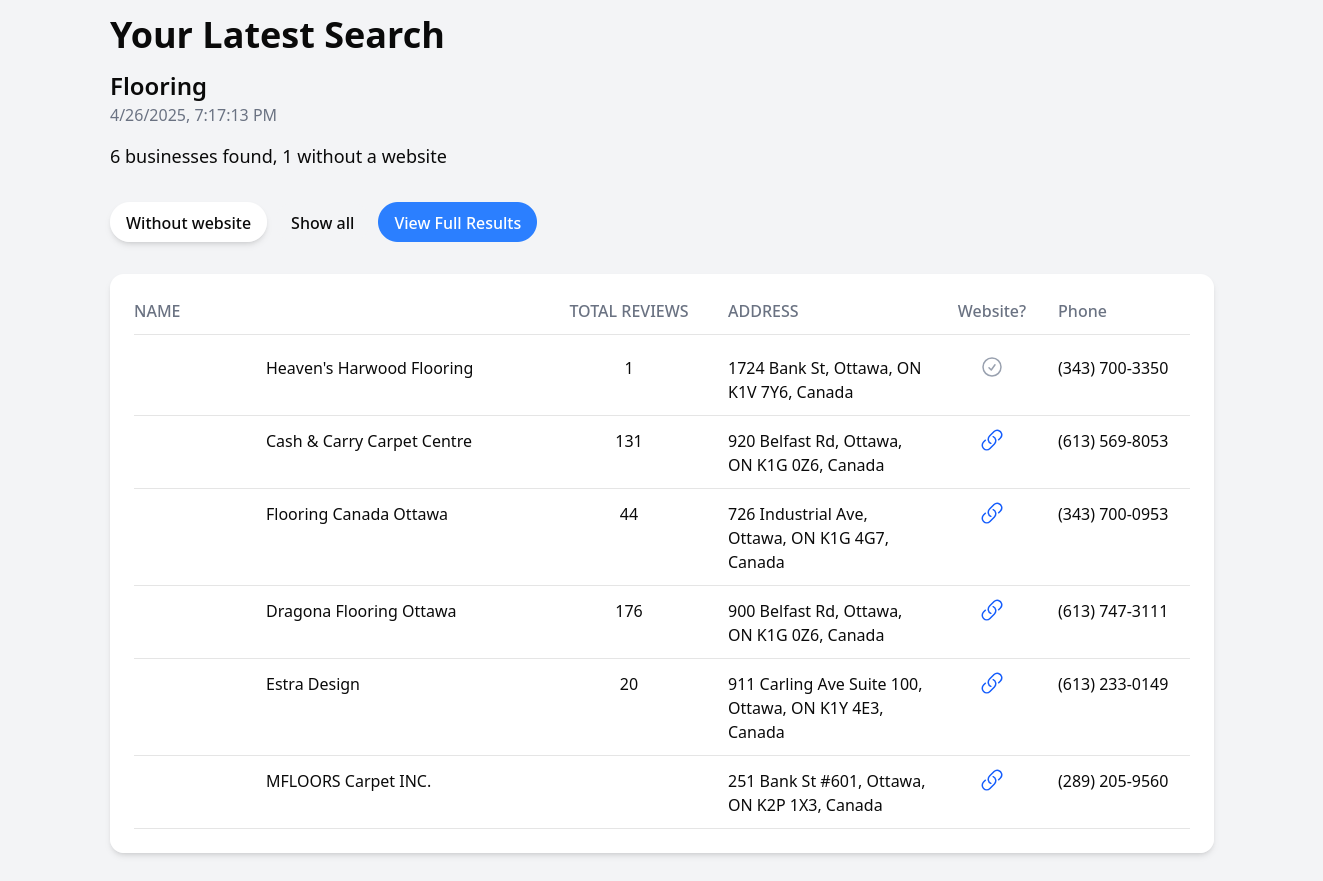 Your Latest Search
Flooring
4/26/2025, 7:17:13 PM
6 businesses found, 1 without a website
Without website Show all View Full Results
NAME TOTAL REVIEWS ADDRESS Website? Phone
Heaven's Harwood Flooring 1 1724 Bank St, Ottawa, ON (343) 700-3350
K1V 7Y6, Canada
Cash & Carry Carpet Centre 131 920 Belfast Rd, Ottawa, (613) 569-8053
ON K1G 0Z6, Canada
Flooring Canada Ottawa 44 726 Industrial Ave, (343) 700-0953
Ottawa, ON K1G 4G7,
Canada
Dragona Flooring Ottawa 176 900 Belfast Rd, Ottawa, (613) 747-3111
ON K1G 0Z6, Canada
Estra Design 20 911 Carling Ave Suite 100, (613) 233-0149
Ottawa, ON K1Y 4E3,
Canada
MFLOORS Carpet INC. 251 Bank St #601, Ottawa, (289) 205-9560
ON K2P 1X3, Canada